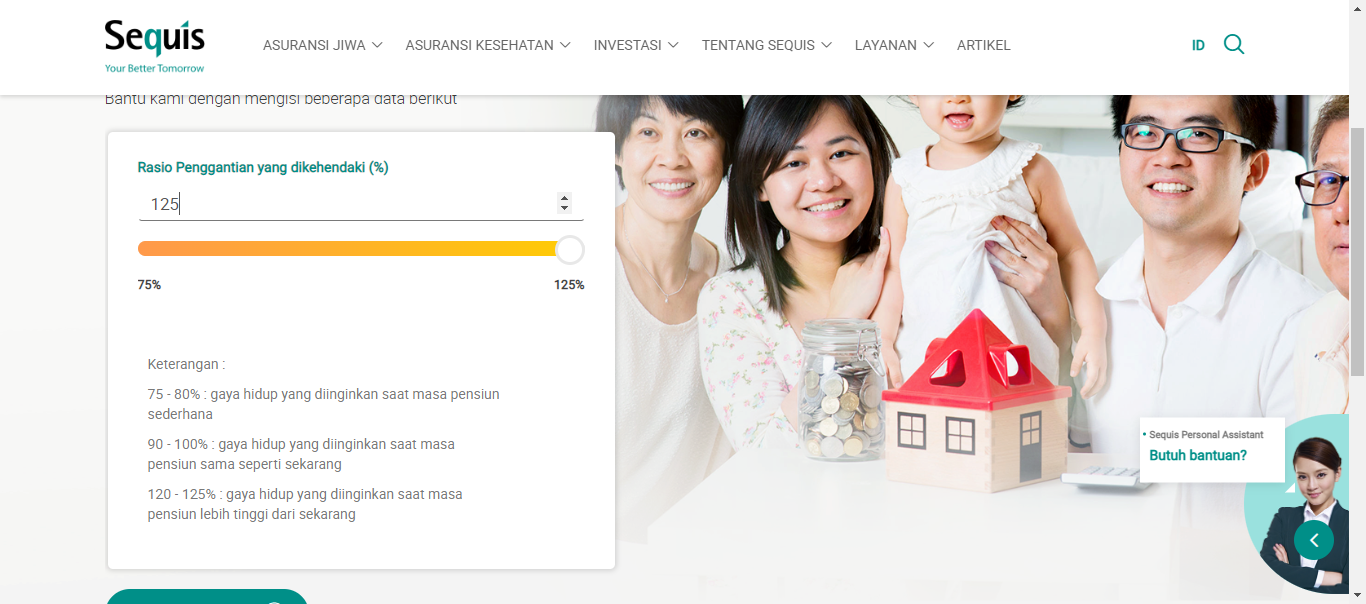 Sequis
Your Better Tomorrow
ASURANSI JIWA
ASURANSI KESEHATAN
INVESTASI
TENTANG SEQUIS
LAYANAN
ARTIKEL
ID
Bantu kami dengan mengisi beberapa data berikut
Rasio Penggantian yang dikehendaki (%)
125
75%
125%
Keterangan :
75 - 80% : gaya hidup yang diinginkan saat masa pensiun
sederhana
90 - 100% : gaya hidup yang diinginkan saat masa
pensiun sama seperti sekarang
120 - 125% : gaya hidup yang diinginkan saat masa
pensiun lebih tinggi dari sekarang
Sequis Personal Assistant
Butuh bantuan?